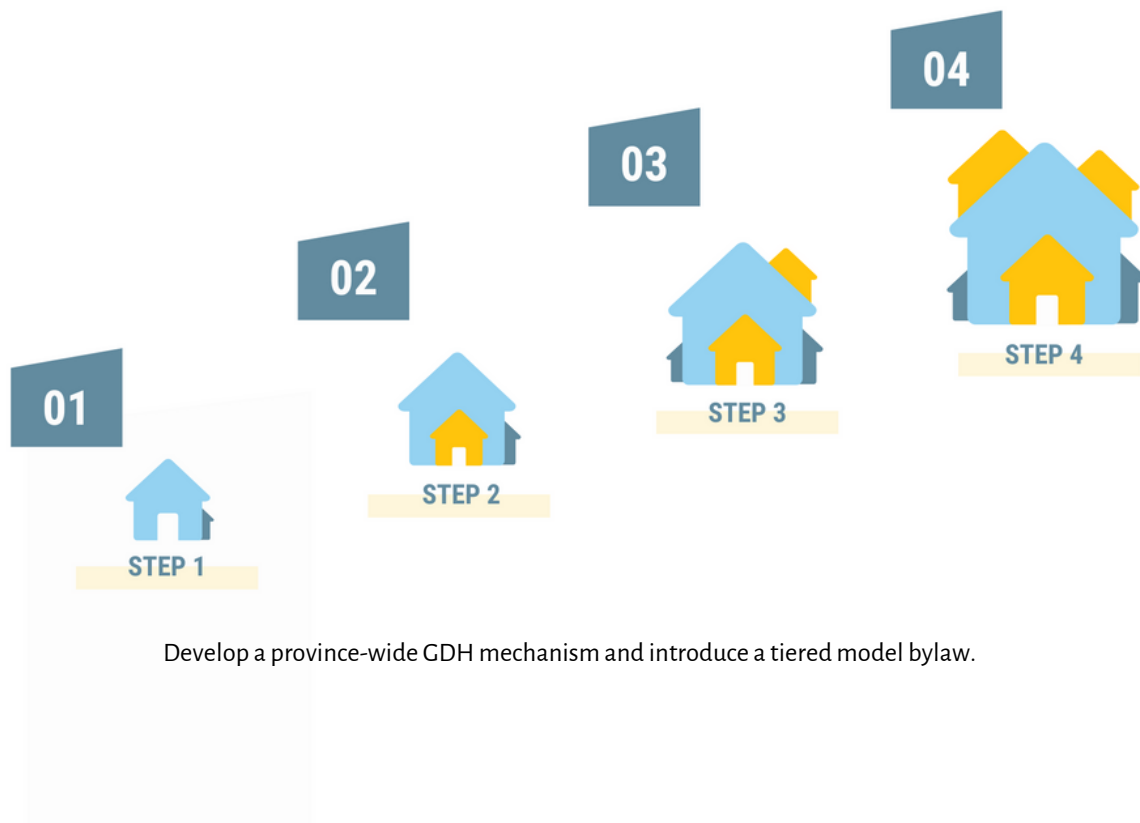 04
03
02
01
STEP 4
STEP 3
STEP 2
STEP 1
Develop a province-wide GDH mechanism and introduce a tiered model bylaw.